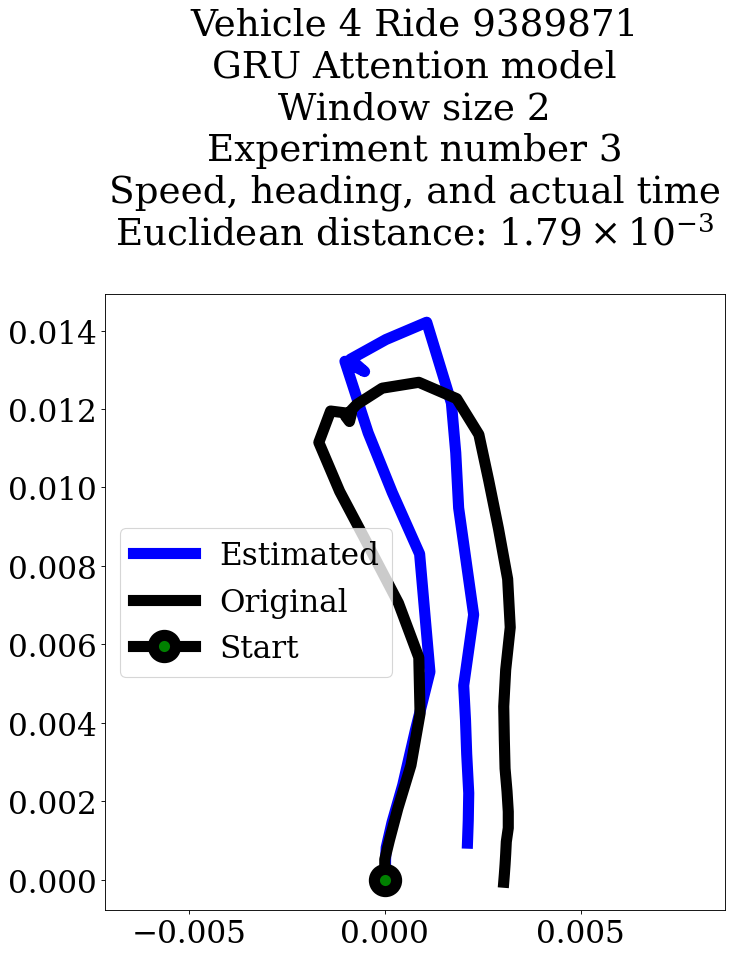 Vehicle 4 Ride 9389871
GRU Attention model
Window size 2
Experiment number 3
Speed, heading, and actual time
Euclidean distance: 1.79 × 10⁻³
0.014
0.012
0.010
0.008
0.006
0.004
0.002
0.000
Estimated
Original
Start
−0.005 0.000 0.005